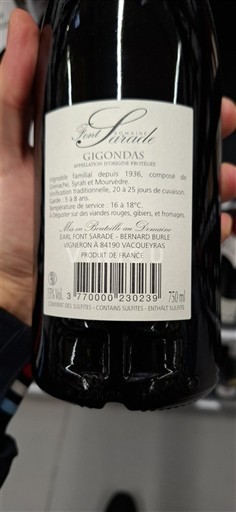 DOMAINE
Font Sarade
GIGONDAS
APPELLATION D'ORIGINE PROTÉGÉE
Vignoble familial depuis 1936, composé de
Grenache, Syrah et Mourvèdre.
Vinification traditionnelle, 20 à 25 jours de cuvaison.
Garde : 5 à 8 ans.
Température de service : 16 à 18°C.
A Déguster sur des viandes rouges, gibiers, et fromages.
Mis en Bouteille au Domaine
EARL FONT SARADE - BERNARD BURLE
VIGNERON À 84190 VACQUEYRAS
PRODUIT DE FRANCE
Vol.
3 770000 230239
750 ml
CONTIENT DES SULFITES - CONTAINS SULFITES - ENTHALT SULFITE